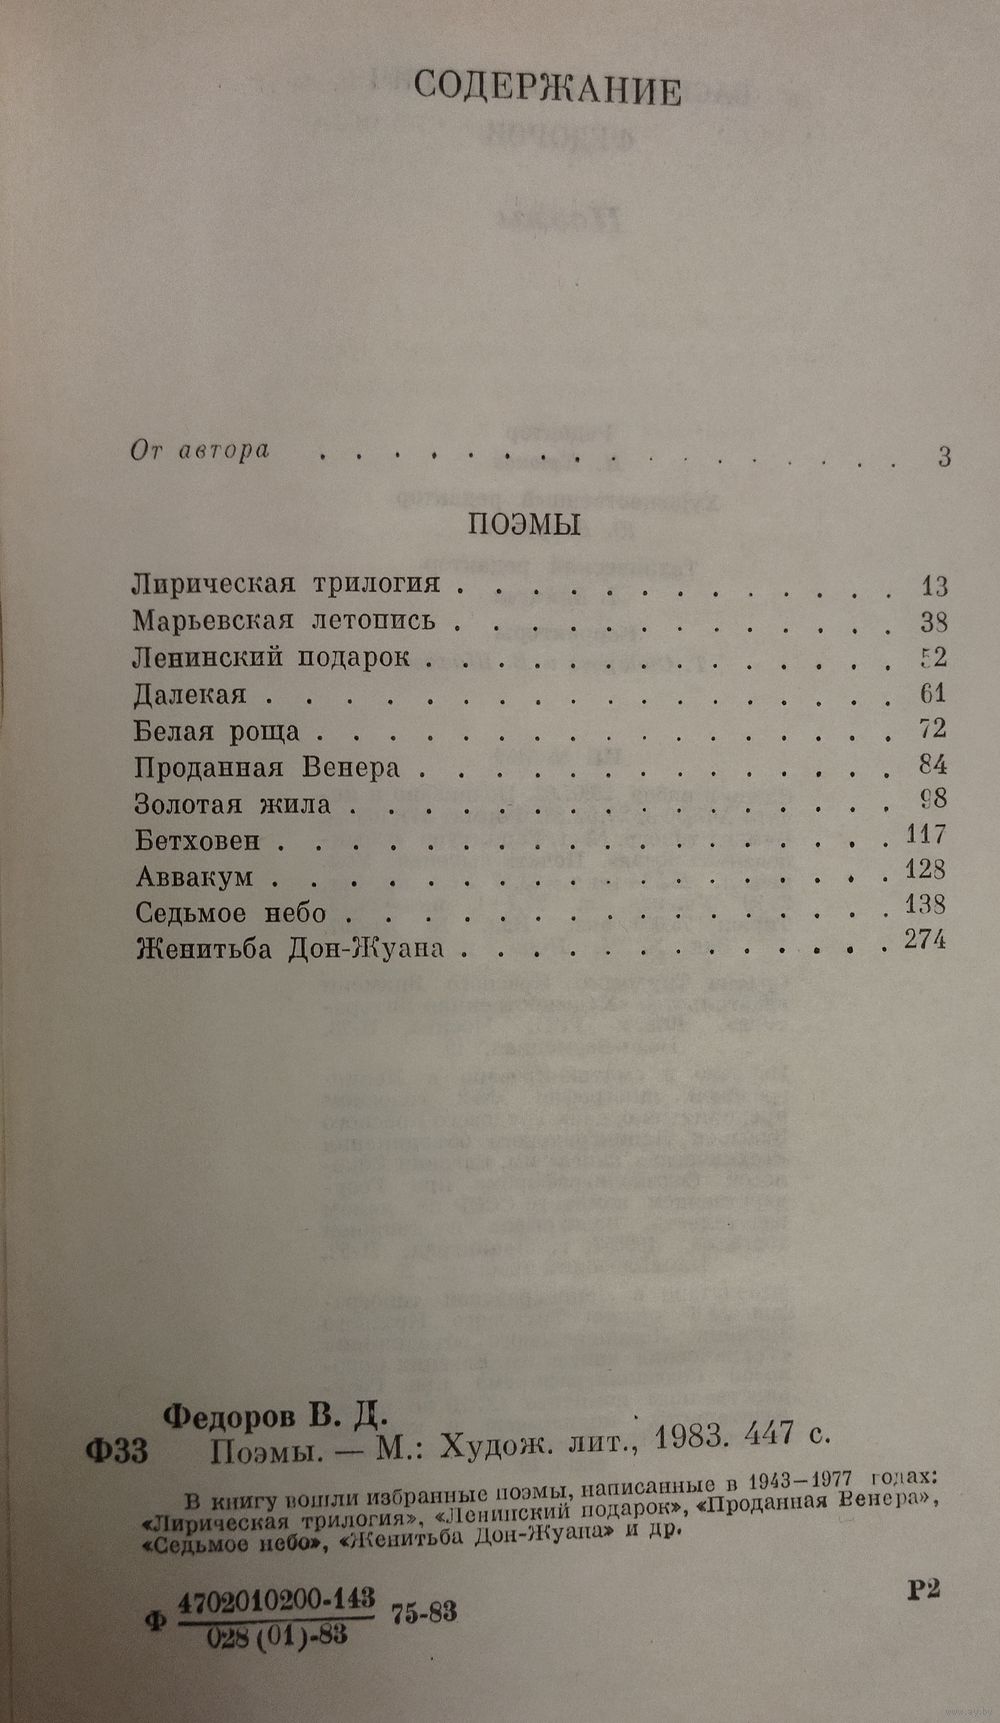 СОДЕРЖАНИЕ
От автора . . . . . . . . . . . . . . . . 3
ПОЭМЫ
Лирическая трилогия . . . . . . . . . . . . 13
Марьевская летопись . . . . . . . . . . . . 38
Ленинский подарок . . . . . . . . . . . . . 52
Далекая . . . . . . . . . . . . . . . . . 61
Белая роща . . . . . . . . . . . . . . . . 72
Проданная Венера . . . . . . . . . . . . . 84
Золотая жила . . . . . . . . . . . . . . . 98
Бетховен . . . . . . . . . . . . . . . . . 117
Аввакум . . . . . . . . . . . . . . . . . 128
Седьмое небо . . . . . . . . . . . . . . . 138
Женитьба Дон-Жуана . . . . . . . . . . . . 274
Федоров В. Д.
Ф33 Поэмы. — М.: Худож. лит., 1983. 447 с.
В книгу вошли избранные поэмы, написанные в 1943—1977 годах:
«Лирическая трилогия», «Ленинский подарок», «Проданная Венера»,
«Седьмое небо», «Женитьба Дон-Жуана» и др.
Ф 4702010200-143 75-83
028 (01)-83
Р2
www.ay.by